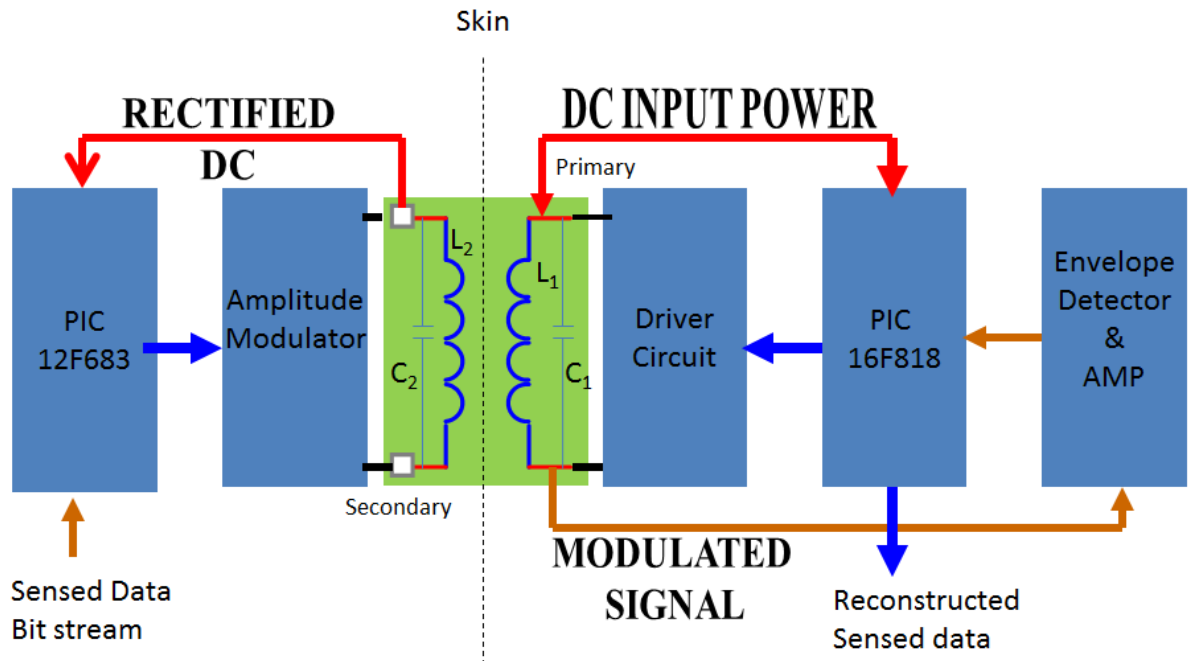 Skin
RECTIFIED
DC
DC INPUT POWER
Primary
PIC
12F683
Amplitude
Modulator
L2
C2
L1
C1
Driver
Circuit
PIC
16F818
Envelope
Detector
&
AMP
Secondary
MODULATED
SIGNAL
Sensed Data
Bit stream
Reconstructed
Sensed data